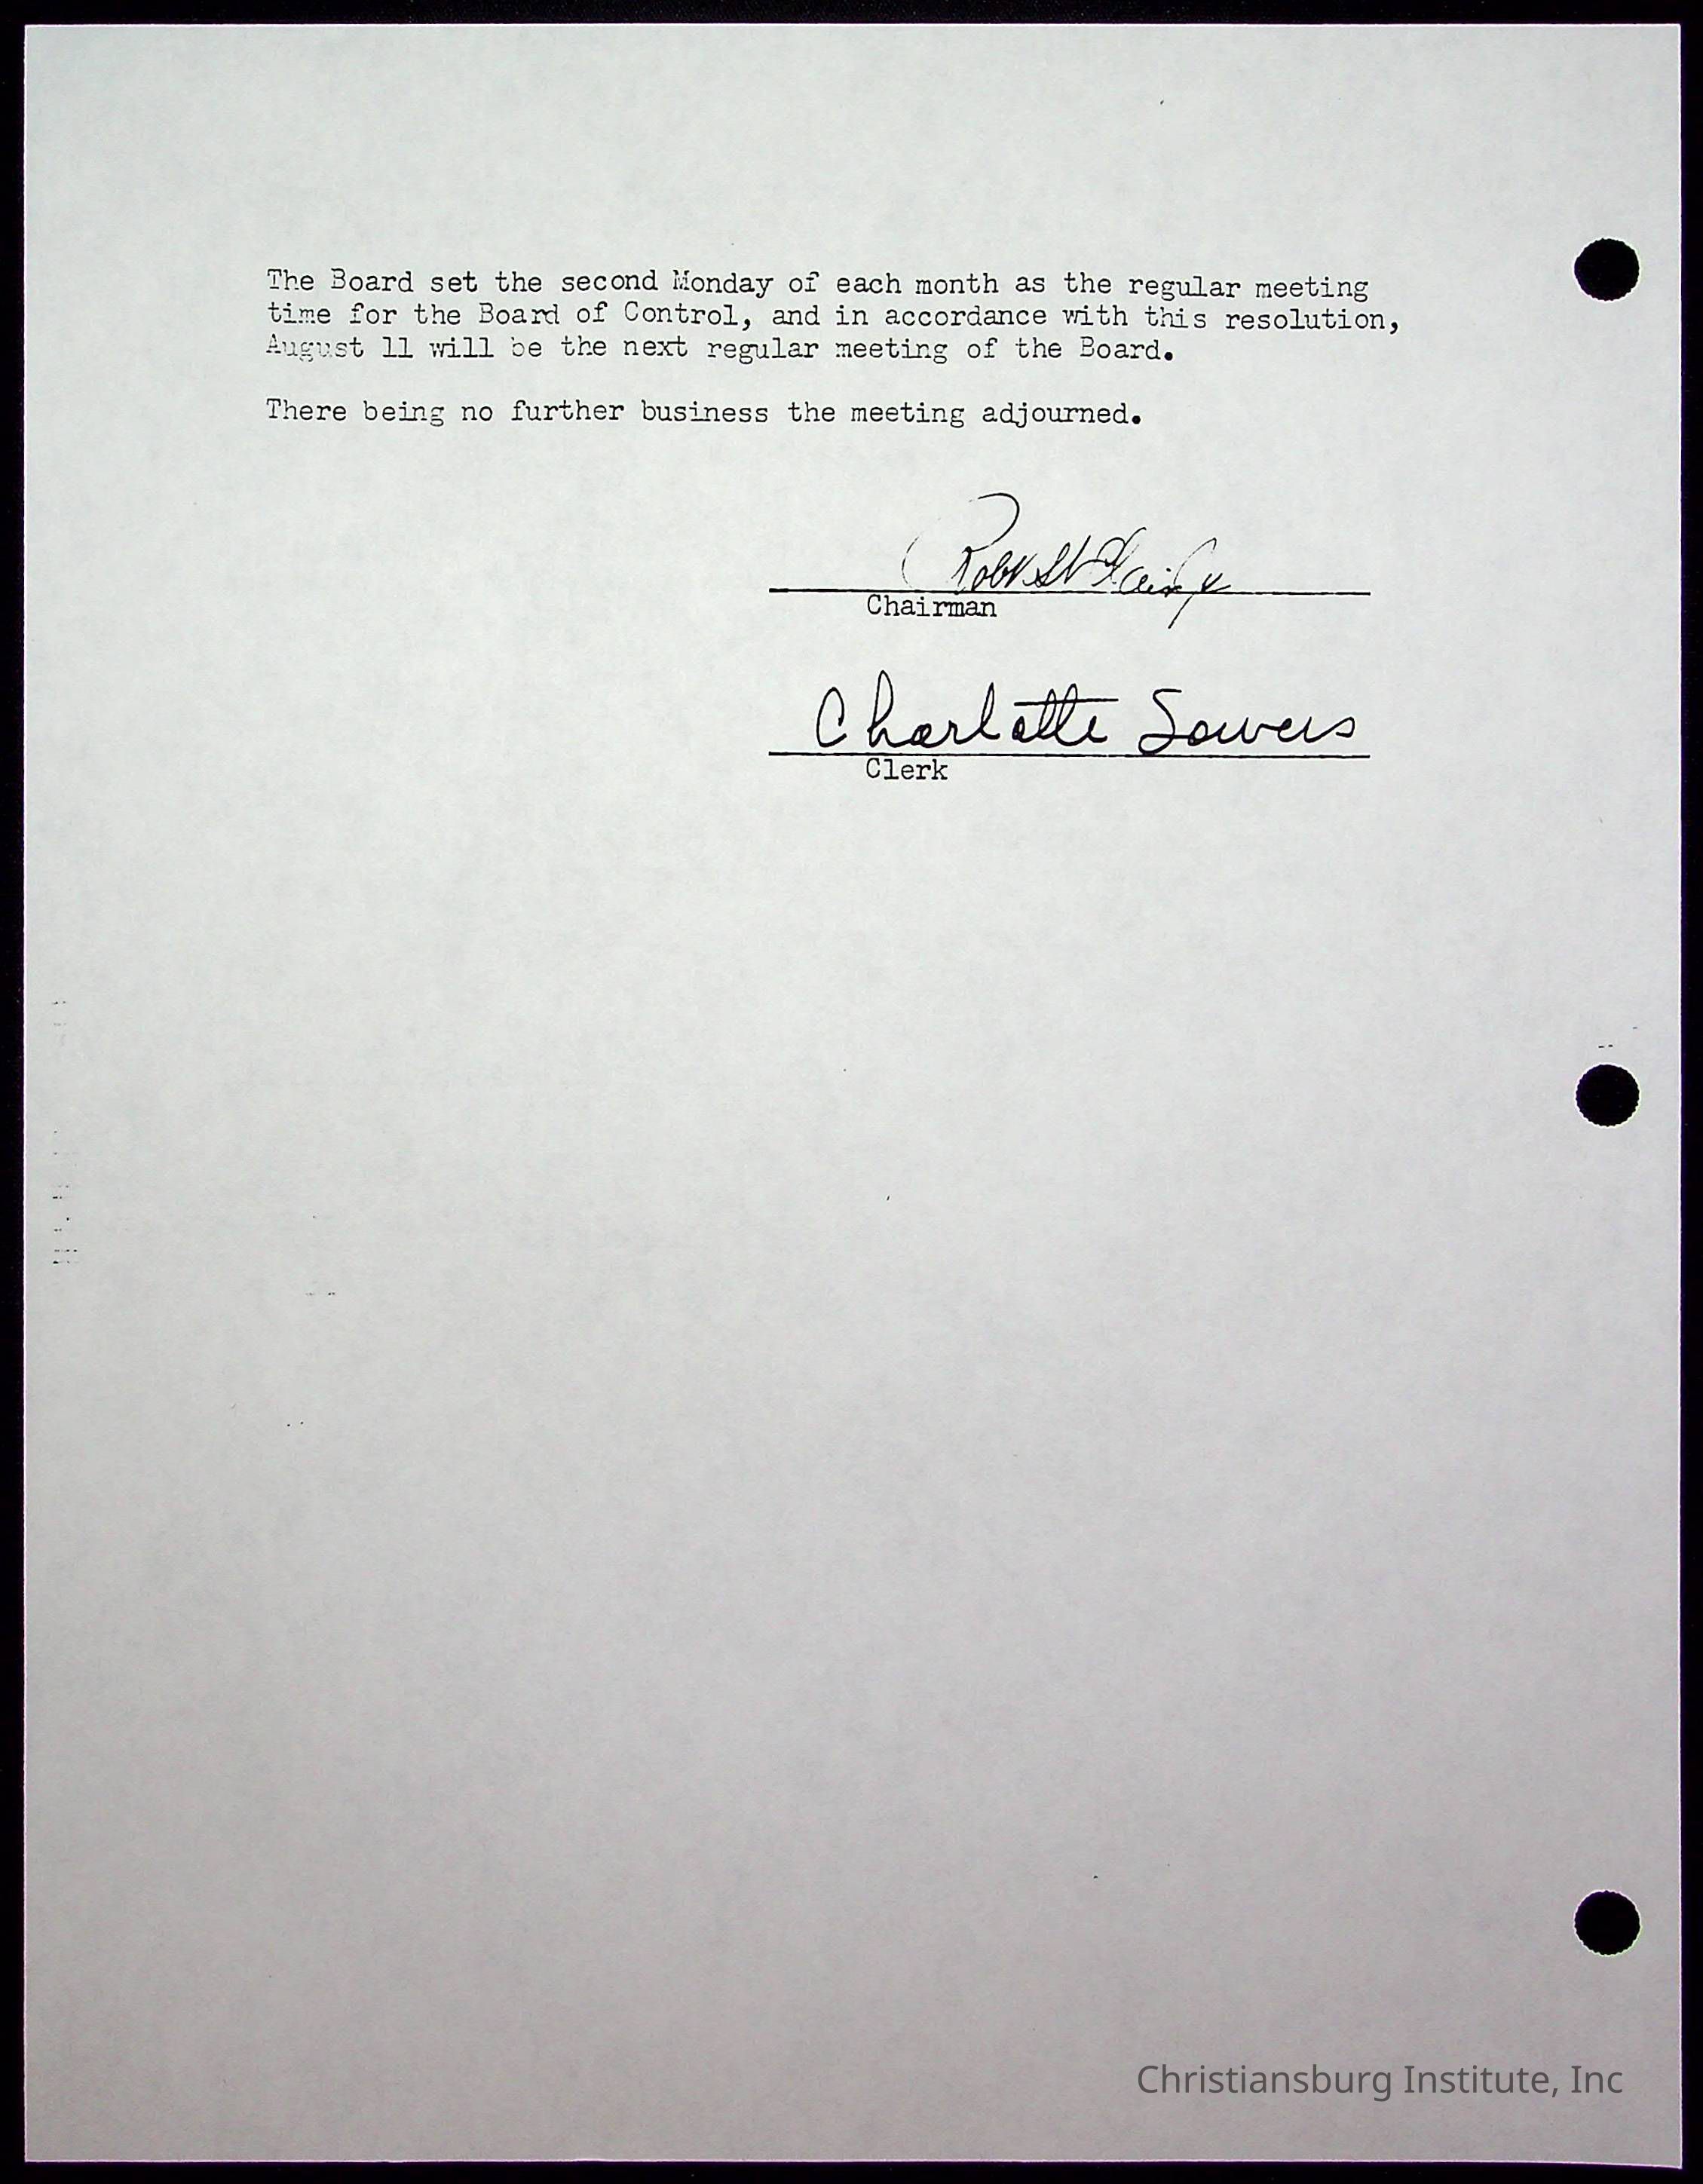 The Board set the second Monday of each month as the regular meeting
time for the Board of Control, and in accordance with this resolution,
August 11 will be the next regular meeting of the Board.
There being no further business the meeting adjourned.
Chairman
Charlotte Sowers
Clerk
Christiansburg Institute, Inc